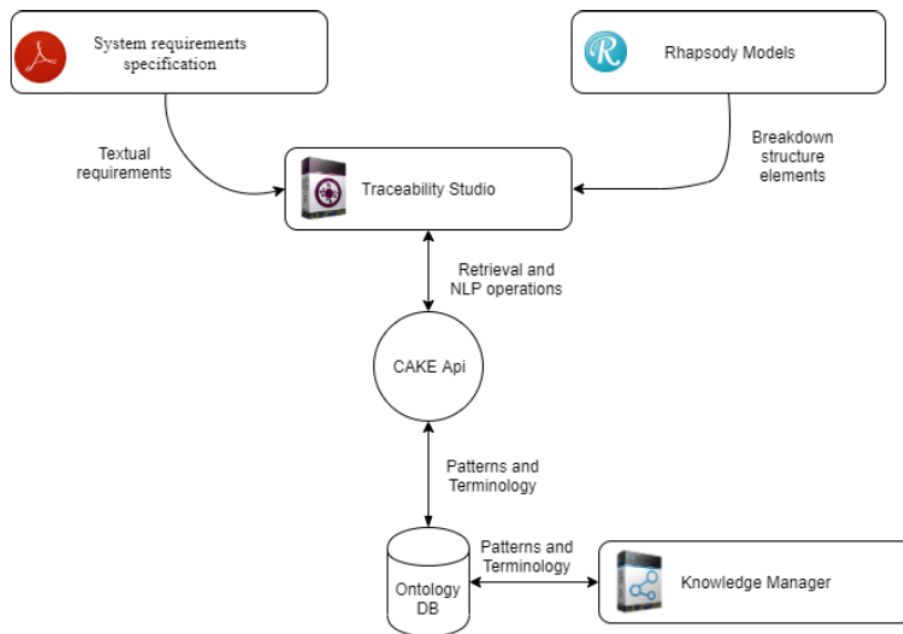 System requirements
specification
Rhapsody Models
R
Textual
requirements
Breakdown
structure
elements
Traceability Studio
Retrieval and
NLP operations
CAKE Api
Patterns and
Terminology
Patterns and
Terminology
Ontology
DB
Knowledge Manager